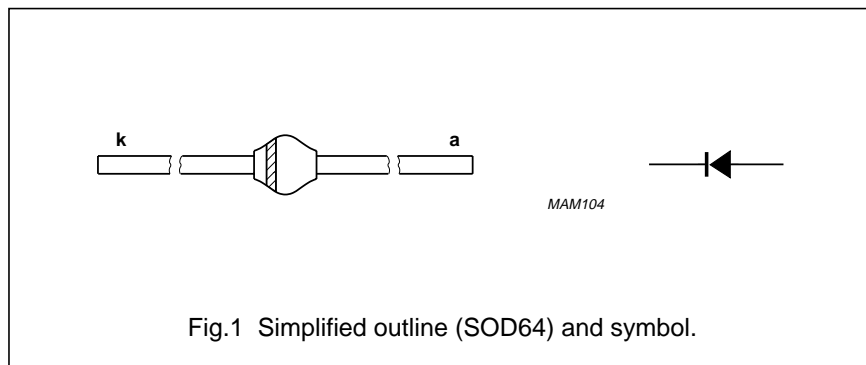 k
a
MAM104
Fig.1 Simplified outline (SOD64) and symbol.